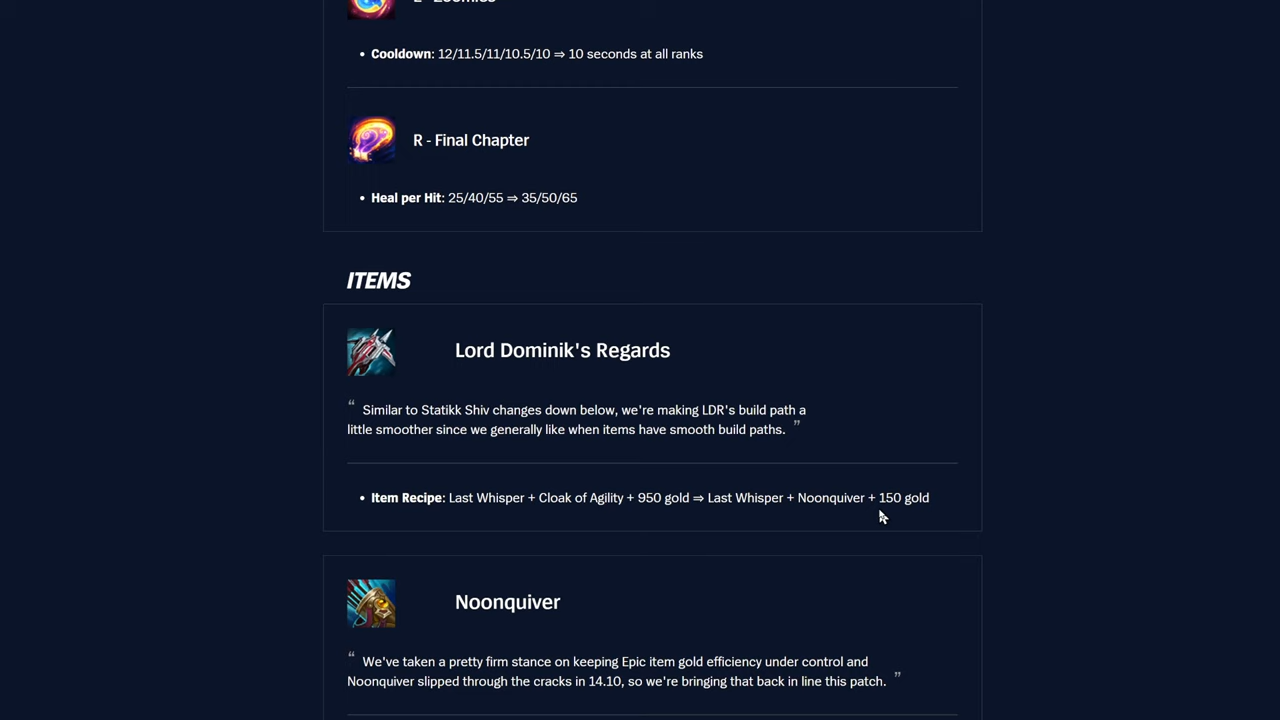 Cooldown: 12/11.5/11/10.5/10 ⇒ 10 seconds at all ranks
R - Final Chapter
Heal per Hit: 25/40/55 ⇒ 35/50/65
ITEMS
Lord Dominik's Regards
“ Similar to Statikk Shiv changes down below, we're making LDR's build path a
little smoother since we generally like when items have smooth build paths. ”
Item Recipe: Last Whisper + Cloak of Agility + 950 gold ⇒ Last Whisper + Noonquiver + 150 gold
Noonquiver
“ We've taken a pretty firm stance on keeping Epic item gold efficiency under control and
Noonquiver slipped through the cracks in 14.10, so we're bringing that back in line this patch. ”